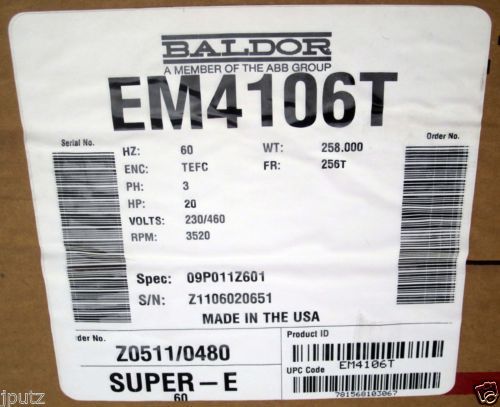 BALDOR
A MEMBER OF THE ABB GROUP
EM4106T
Serial No.
Order No.
HZ: 60 WT: 258.000
ENC: TEFC FR: 256T
PH: 3
HP: 20
VOLTS: 230/460
RPM: 3520
Spec: 09P011Z601
S/N: Z1106020651
MADE IN THE USA
der No.
Z0511/0480
Product ID
EM4106T
UPC Code
781568103067
SUPER-E
60
© jputz